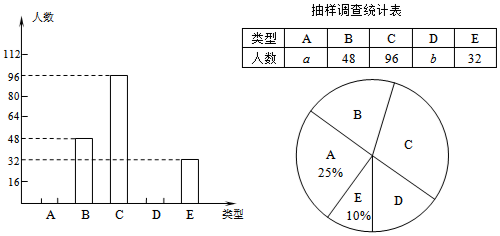 人数
112
96
80
64
48
32
16
A B C D E 类型
抽样调查统计表
类型 A B C D E
人数 a 48 96 b 32
B
C
A
25%
E
10%
D